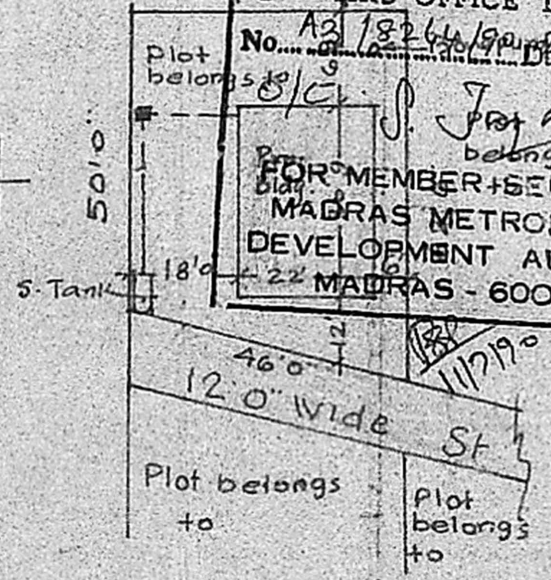 No. A3/18264/90
Plot
belongs to
O/C
S.
FOR MEMBER-SE
MADRAS METRO
DEVELOPMENT A
MADRAS - 600
50'0"
18'0
22'
S. Tank
12
46'0
11/7/90
12'0" Wide St
Plot belongs
to
Plot
belongs
to